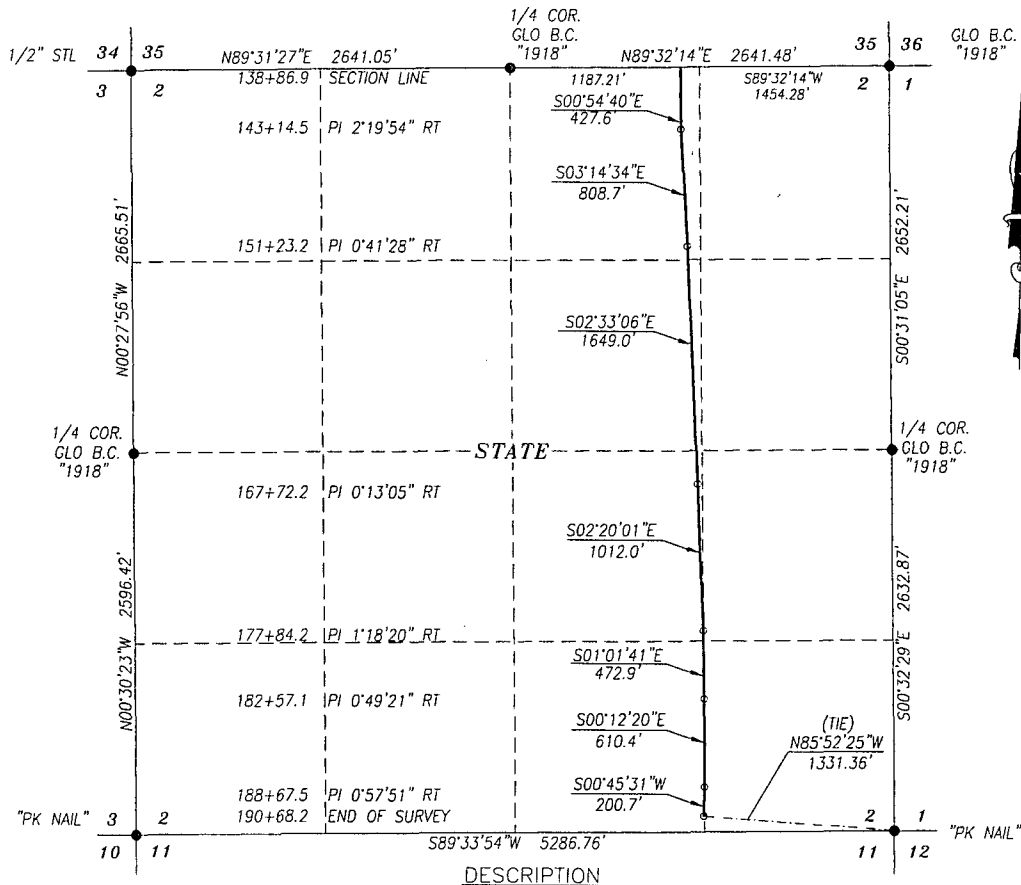 1/4 COR.
GLO B.C.
"1918"
1/2" STL
34 35
N89°31'27"E 2641.05'
N89°32'14"E 2641.48'
35 36
GLO B.C.
"1918"
3 2
138+86.9 SECTION LINE
1187.21'
S89°32'14"W
1454.28'
2 1
S00°54'40"E
427.6'
143+14.5 PI 2°19'54" RT
S03°14'34"E
808.7'
N00°27'56"W 2665.51'
S00°31'05"E 2652.21'
151+23.2 PI 0°41'28" RT
S02°33'06"E
1649.0'
1/4 COR.
GLO B.C.
"1918"
STATE
1/4 COR.
GLO B.C.
"1918"
167+72.2 PI 0°13'05" RT
S02°20'01"E
1012.0'
N00°30'23"W 2596.42'
S00°32'29"E 2632.87'
177+84.2 PI 1°18'20" RT
S01°01'41"E
472.9'
182+57.1 PI 0°49'21" RT
S00°12'20"E
610.4'
(TIE)
N85°52'25"W
1331.36'
188+67.5 PI 0°57'51" RT
S00°45'31"W
200.7'
"PK NAIL" 3 2
190+68.2 END OF SURVEY
2 1
"PK NAIL"
10 11
S89°33'54"W 5286.76'
11 12
DESCRIPTION